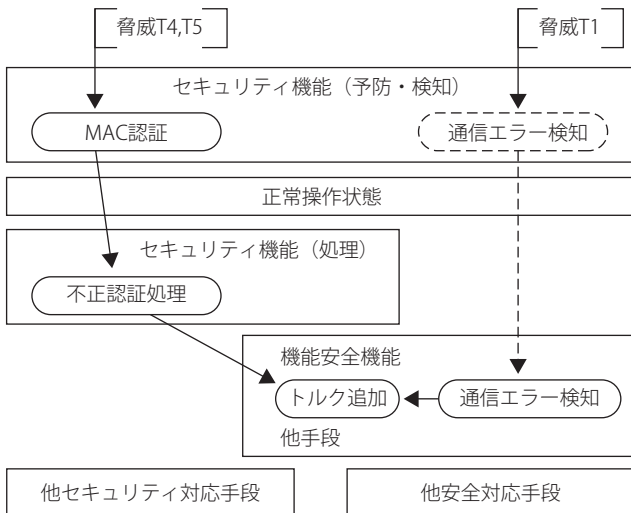 脅威T4,T5
脅威T1
セキュリティ機能（予防・検知）
MAC認証
通信エラー検知
正常操作状態
セキュリティ機能（処理）
不正認証処理
機能安全機能
トルク追加
通信エラー検知
他手段
他セキュリティ対応手段
他安全対応手段